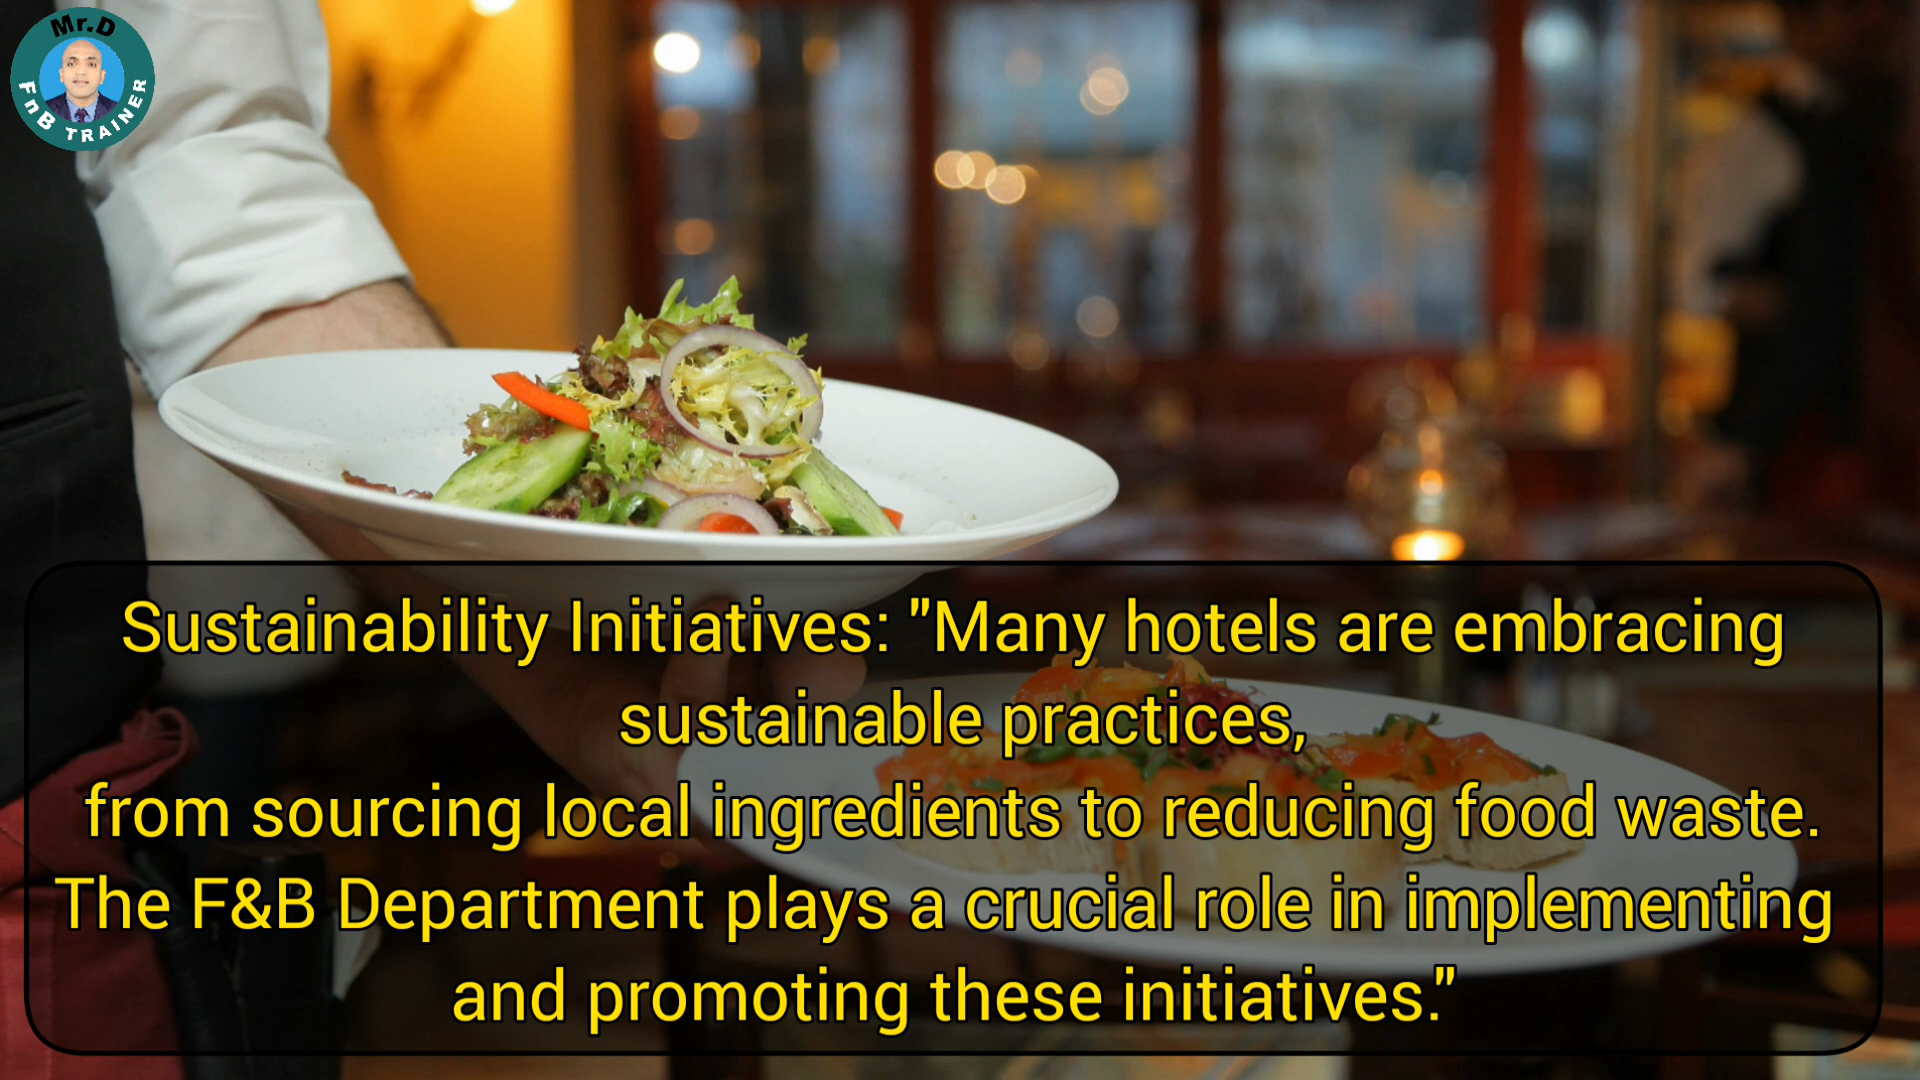 Mr.D
FnB TRAINER
Sustainability Initiatives: "Many hotels are embracing
sustainable practices,
from sourcing local ingredients to reducing food waste.
The F&B Department plays a crucial role in implementing
and promoting these initiatives."